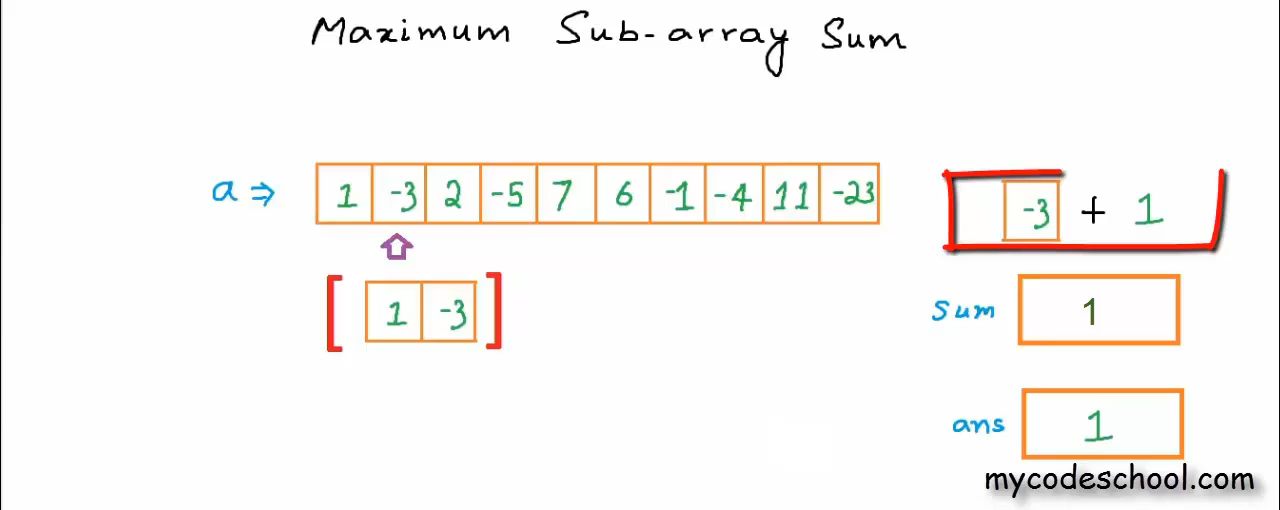 Maximum Sub-array Sum
a ⇒ 1 -3 2 -5 7 6 -1 -4 11 -23
-3 + 1
[ 1 -3 ]
sum 1
ans 1
mycodeschool.com